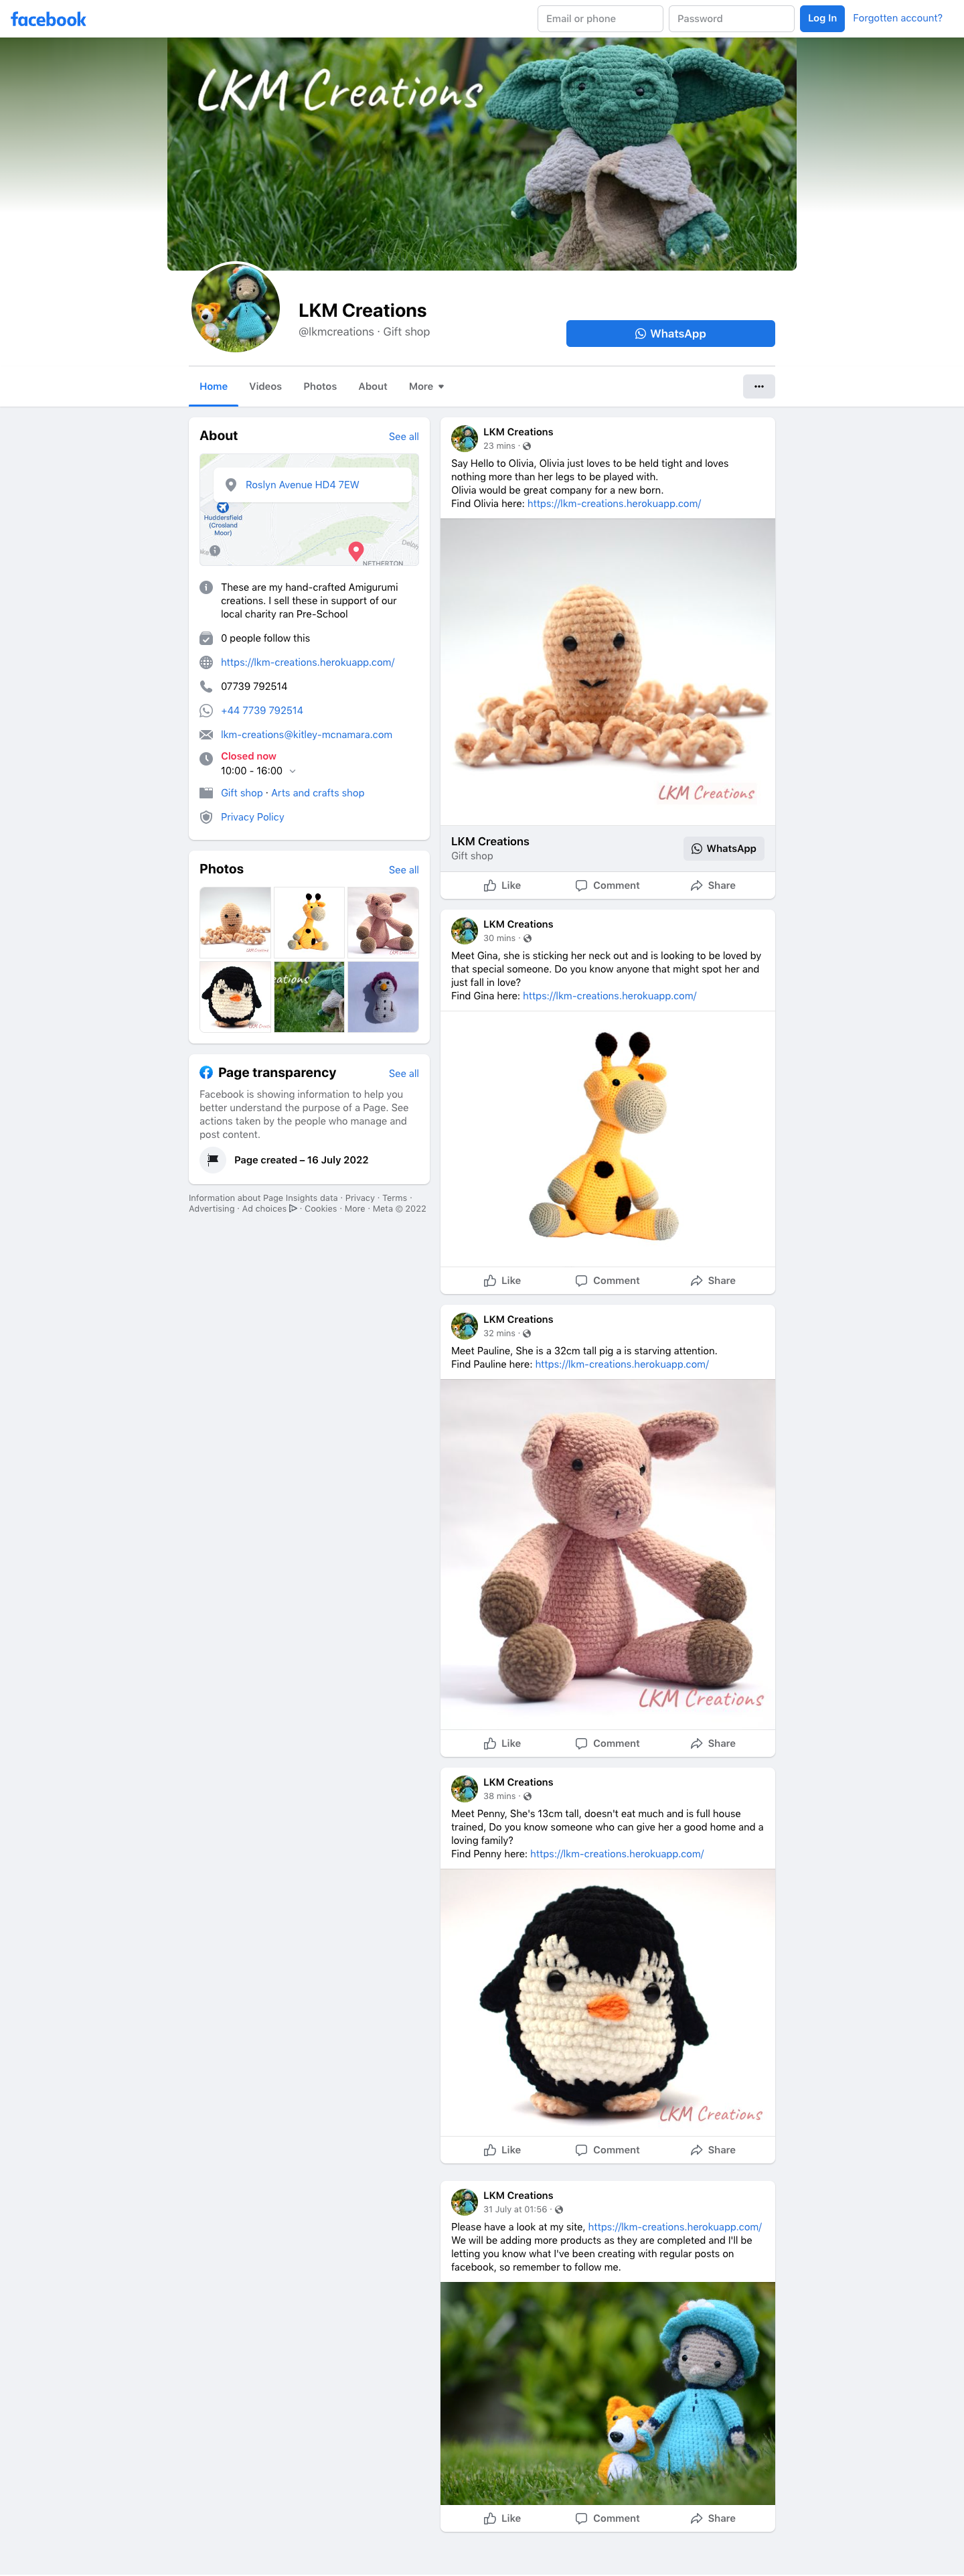 facebook
Email or phone
Password
Log In
Forgotten account?
LKM Creations
LKM Creations
@lkmcreations · Gift shop
WhatsApp
Home
Videos
Photos
About
More
About
See all
Roslyn Avenue HD4 7EW
Huddersfield
(Crosland
Moor)
NETHERTON
These are my hand-crafted Amigurumi
creations. I sell these in support of our
local charity ran Pre-School
0 people follow this
https://lkm-creations.herokuapp.com/
07739 792514
+44 7739 792514
lkm-creations@kitley-mcnamara.com
Closed now
10:00 - 16:00
Gift shop · Arts and crafts shop
Privacy Policy
Photos
See all
Page transparency
See all
Facebook is showing information to help you
better understand the purpose of a Page. See
actions taken by the people who manage and
post content.
Page created – 16 July 2022
Information about Page Insights data · Privacy · Terms ·
Advertising · Ad choices · Cookies · More · Meta © 2022
LKM Creations
23 mins ·
Say Hello to Olivia, Olivia just loves to be held tight and loves
nothing more than her legs to be played with.
Olivia would be great company for a new born.
Find Olivia here: https://lkm-creations.herokuapp.com/
LKM Creations
LKM Creations
Gift shop
WhatsApp
Like
Comment
Share
LKM Creations
30 mins ·
Meet Gina, she is sticking her neck out and is looking to be loved by
that special someone. Do you know anyone that might spot her and
just fall in love?
Find Gina here: https://lkm-creations.herokuapp.com/
Like
Comment
Share
LKM Creations
32 mins ·
Meet Pauline, She is a 32cm tall pig a is starving attention.
Find Pauline here: https://lkm-creations.herokuapp.com/
LKM Creations
Like
Comment
Share
LKM Creations
38 mins ·
Meet Penny, She's 13cm tall, doesn't eat much and is full house
trained, Do you know someone who can give her a good home and a
loving family?
Find Penny here: https://lkm-creations.herokuapp.com/
LKM Creations
Like
Comment
Share
LKM Creations
31 July at 01:56 ·
Please have a look at my site, https://lkm-creations.herokuapp.com/
We will be adding more products as they are completed and I'll be
letting you know what I've been creating with regular posts on
facebook, so remember to follow me.
Like
Comment
Share